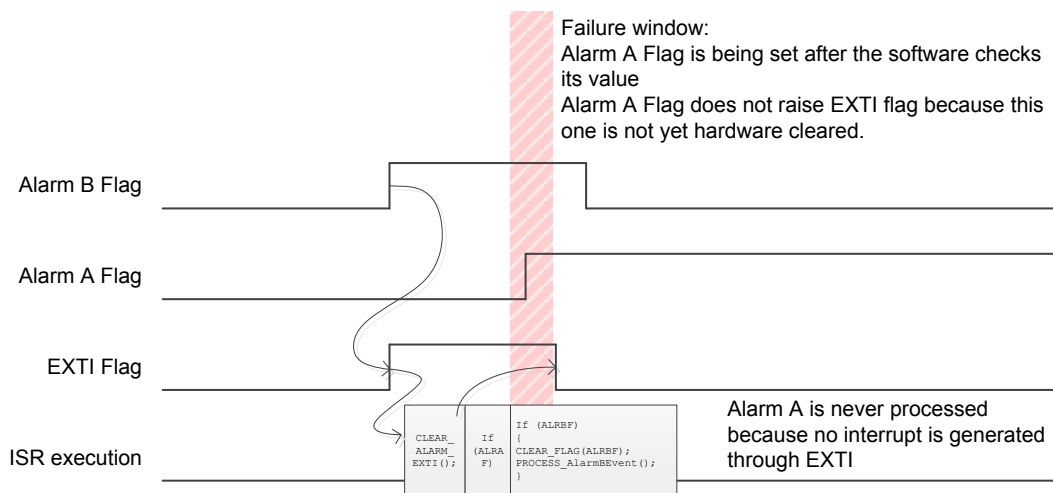 Failure window:
Alarm A Flag is being set after the software checks
its value
Alarm A Flag does not raise EXTI flag because this
one is not yet hardware cleared.
Alarm B Flag
Alarm A Flag
EXTI Flag
ISR execution
CLEAR_
ALARM_
EXTI();
If
(ALRA
F)
If (ALRBF)
{
CLEAR_FLAG(ALRBF);
PROCESS_AlarmBEvent();
}
Alarm A is never processed
because no interrupt is generated
through EXTI